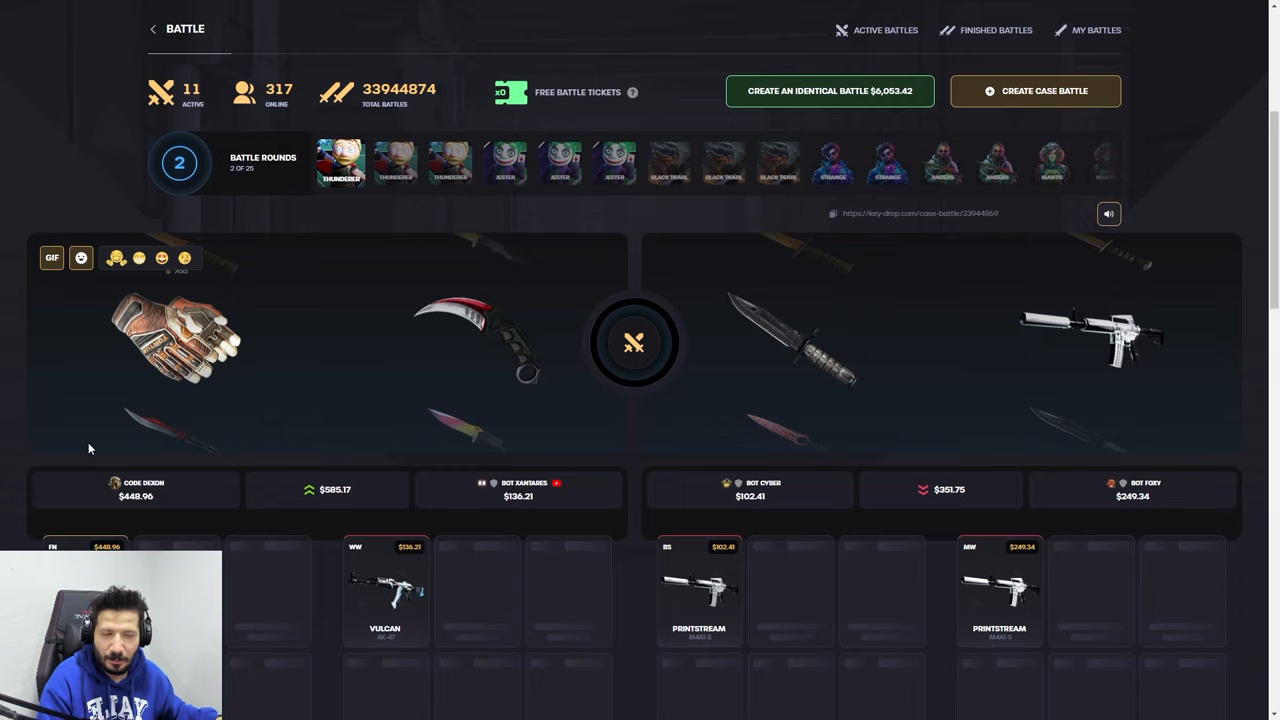 BATTLE
ACTIVE BATTLES
FINISHED BATTLES
MY BATTLES
11
ACTIVE
317
ONLINE
33944874
TOTAL BATTLES
x0
FREE BATTLE TICKETS ?
CREATE AN IDENTICAL BATTLE $6,053.42
CREATE CASE BATTLE
2
BATTLE ROUNDS
2 OF 25
THUNDERER
THUNDERER
THUNDERER
JESTER
JESTER
JESTER
BLACK PEARL
BLACK PEARL
BLACK PEARL
STRANGE
STRANGE
ANDERS
ANDERS
MANTIS
https://key-drop.com/case-battle/33944869
GIF
700
CODE DEXON
$448.96
$585.17
BOT XANTARES
$136.21
BOT CYBER
$102.41
$351.75
BOT FOXY
$249.34
FN $448.96
WW $136.21
VULCAN
AK-47
BS $102.41
PRINTSTREAM
M4A1-S
MW $249.34
PRINTSTREAM
M4A1-S